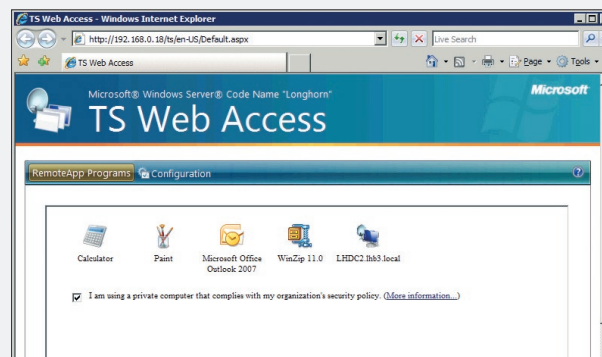 TS Web Access - Windows Internet Explorer
http://192.168.0.18/ts/en-US/Default.aspx
Live Search
TS Web Access
Page
Tools
Microsoft® Windows Server® Code Name "Longhorn"
Microsoft
TS Web Access
RemoteApp Programs
Configuration
?
Calculator
Paint
Microsoft Office
Outlook 2007
WinZip 11.0
LHDC2.lhb3.local
I am using a private computer that complies with my organization's security policy. (More information...)